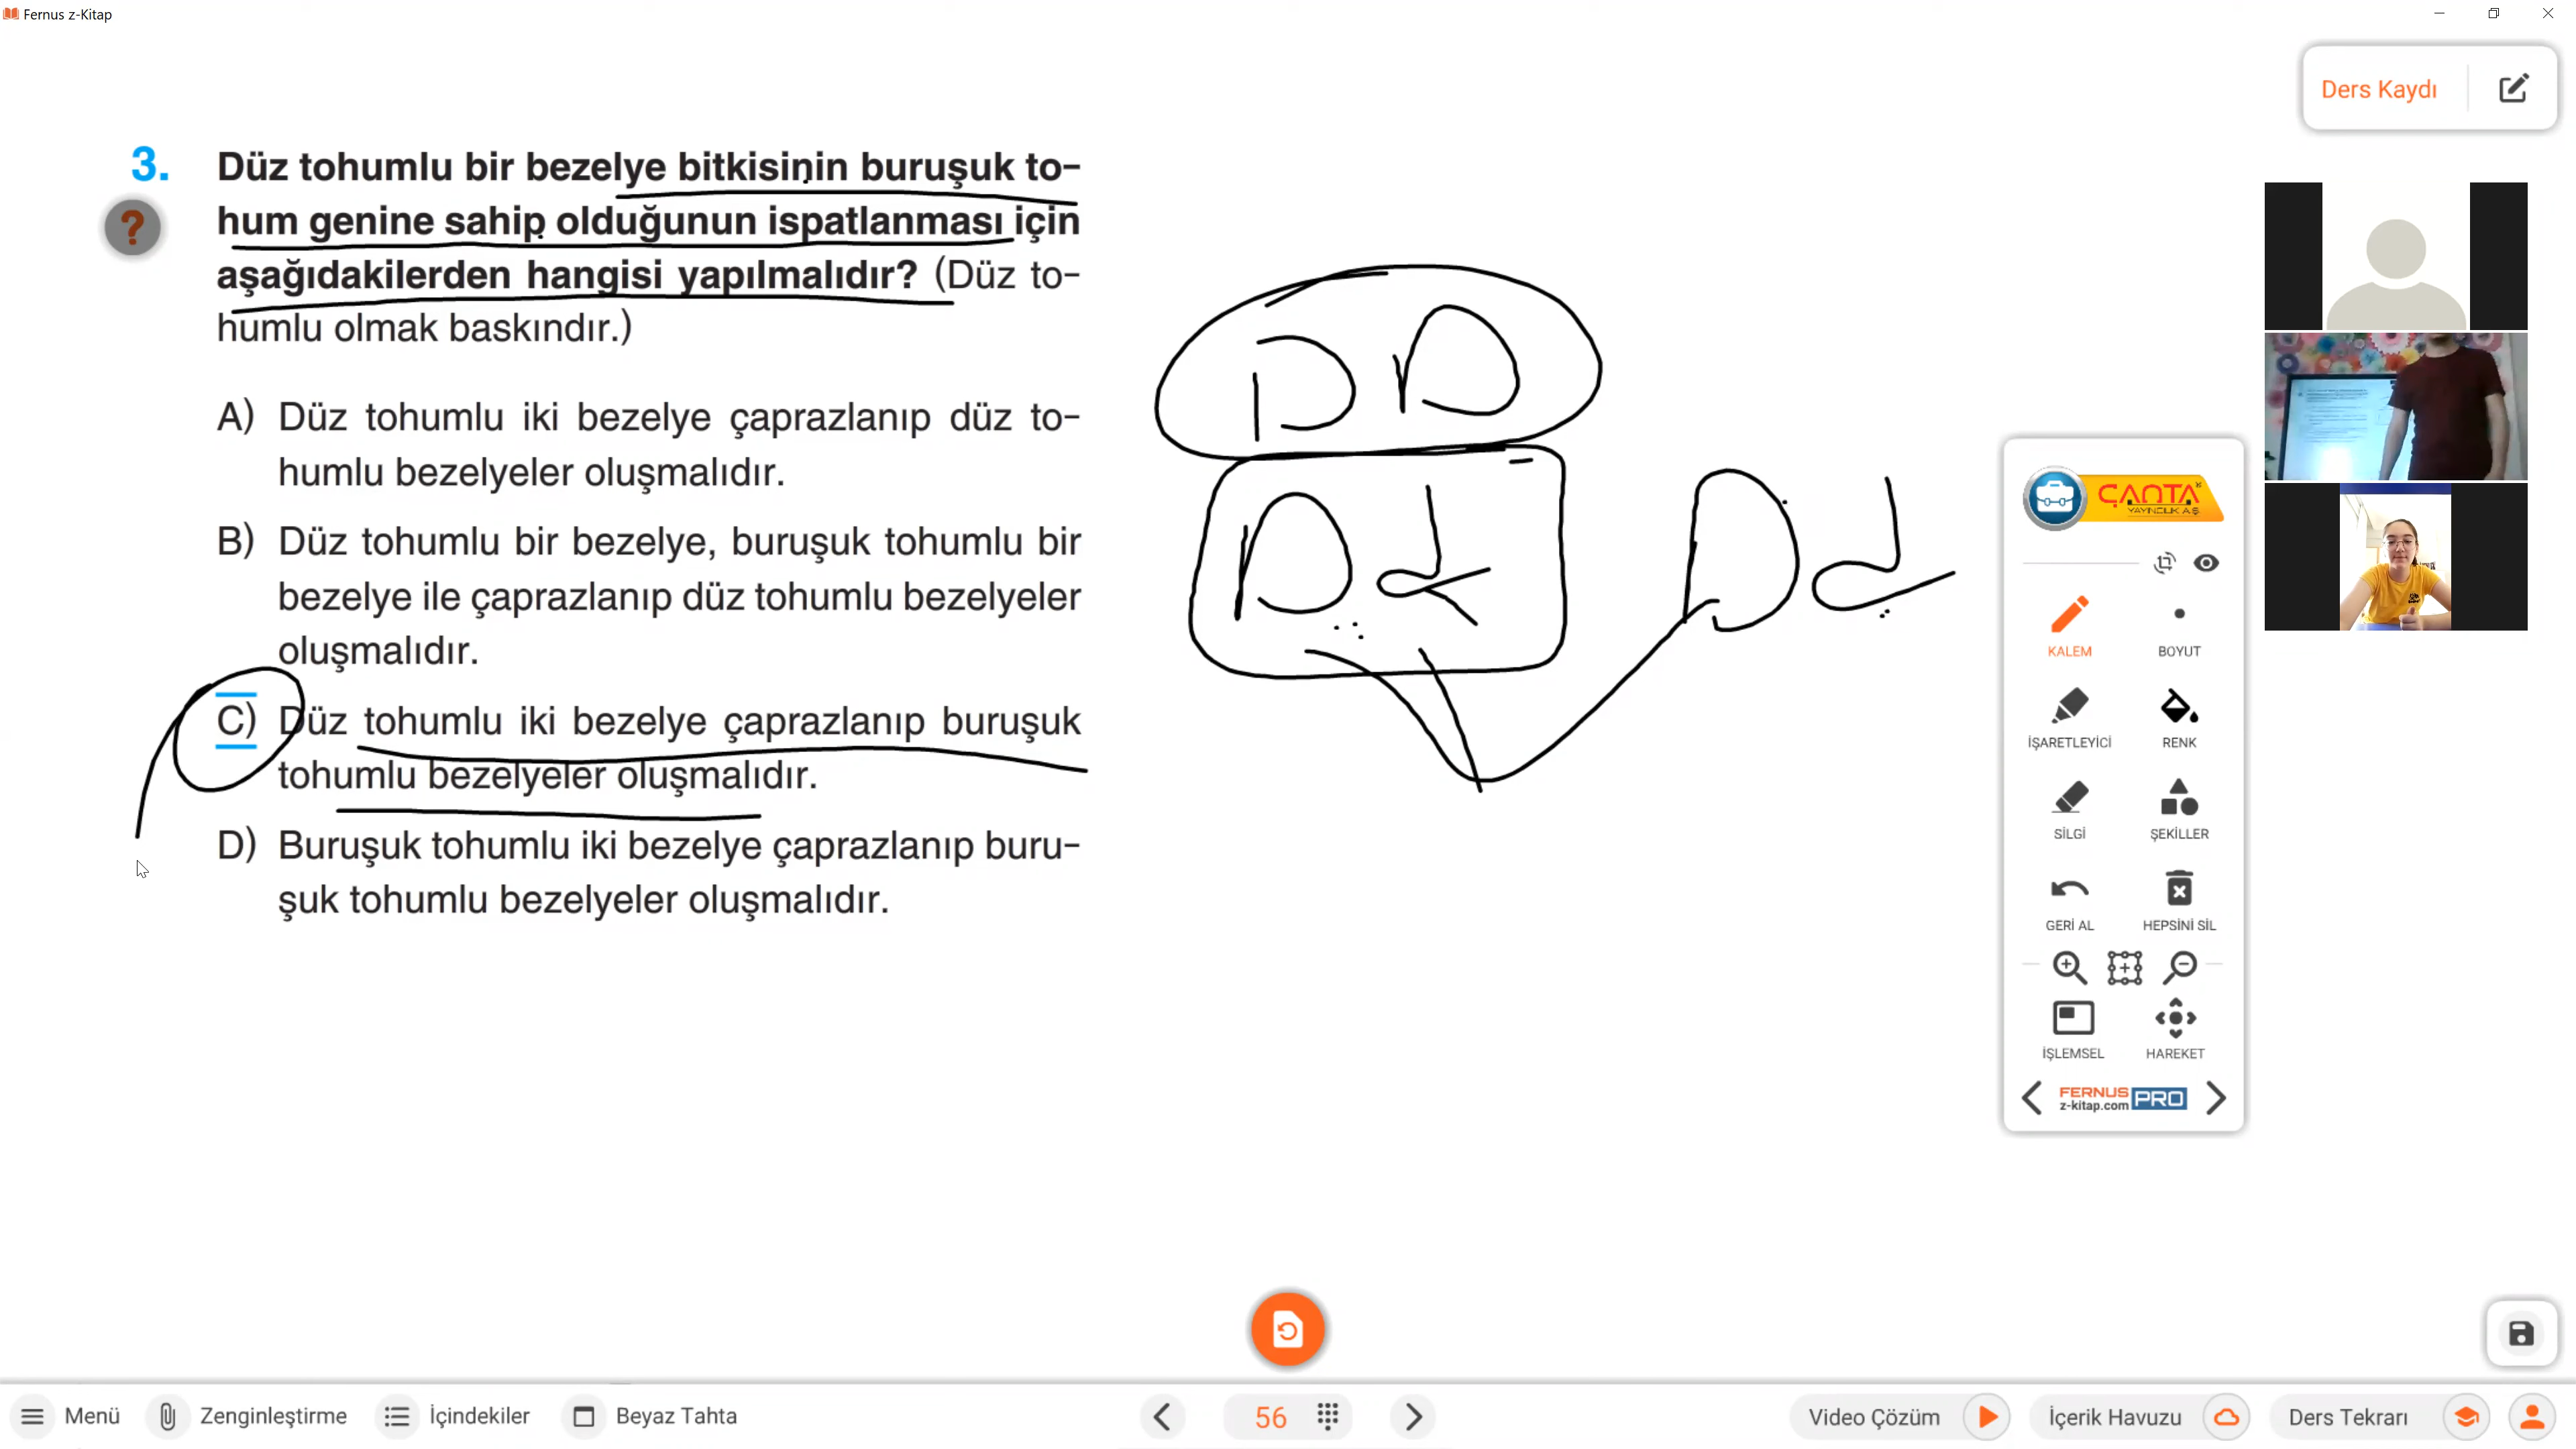 Fernus z-Kitap
Ders Kaydı
3. Düz tohumlu bir bezelye bitkisinin buruşuk to-
hum genine sahip olduğunun ispatlanması için
aşağıdakilerden hangisi yapılmalıdır? (Düz to-
humlu olmak baskındır.)
A) Düz tohumlu iki bezelye çaprazlanıp düz to-
humlu bezelyeler oluşmalıdır.
B) Düz tohumlu bir bezelye, buruşuk tohumlu bir
bezelye ile çaprazlanıp düz tohumlu bezelyeler
oluşmalıdır.
C) Düz tohumlu iki bezelye çaprazlanıp buruşuk
tohumlu bezelyeler oluşmalıdır.
D) Buruşuk tohumlu iki bezelye çaprazlanıp buru-
şuk tohumlu bezelyeler oluşmalıdır.
DD
Dd Dd
?
ÇANTA
YAYINCILIK A.Ş.
KALEM BOYUT
İŞARETLEYİCİ RENK
SİLGİ ŞEKİLLER
GERİ AL HEPSİNİ SİL
İŞLEMSEL HAREKET
FERNUS PRO
z-kitap.com
Menü Zenginleştirme İçindekiler Beyaz Tahta 56 Video Çözüm İçerik Havuzu Ders Tekrarı